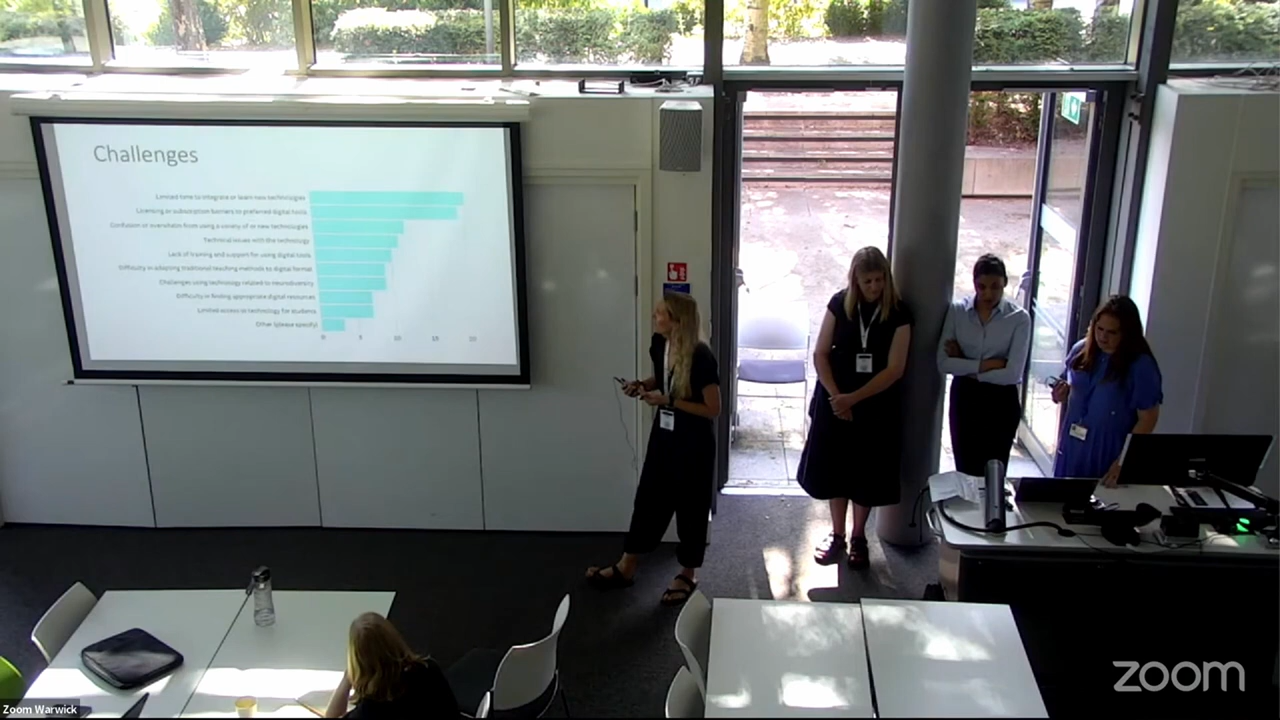 Challenges
Limited time to integrate or learn new technologies
Licensing or subscription barriers to preferred digital tools
Confusion or overwhelm from using a variety of or new technologies
Technical issues with the technology
Lack of training and support for using digital tools
Difficulty in adapting traditional teaching methods to digital format
Challenges using technology related to neurodiversity
Difficulty in finding appropriate digital resources
Limited access to technology for students
Other (please specify)
0 5 10 15 20
zoom
Zoom Warwick